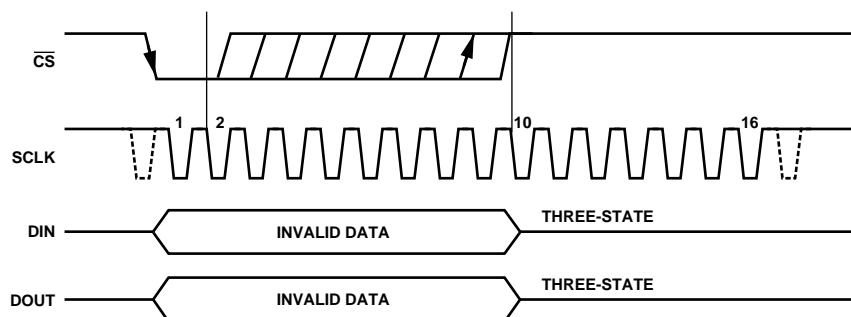 CS
1 2 10 16
SCLK
THREE-STATE
DIN INVALID DATA
THREE-STATE
DOUT INVALID DATA